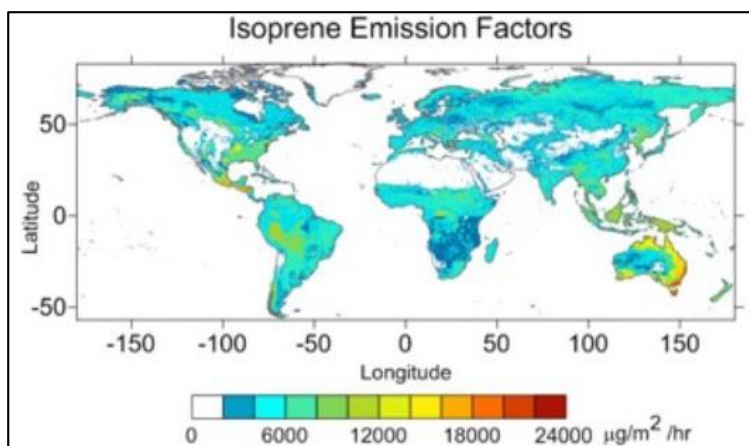 Isoprene Emission Factors
50
0
-50
Latitude
-150 -100 -50 0 50 100 150
Longitude
0 6000 12000 18000 24000 µg/m² /hr